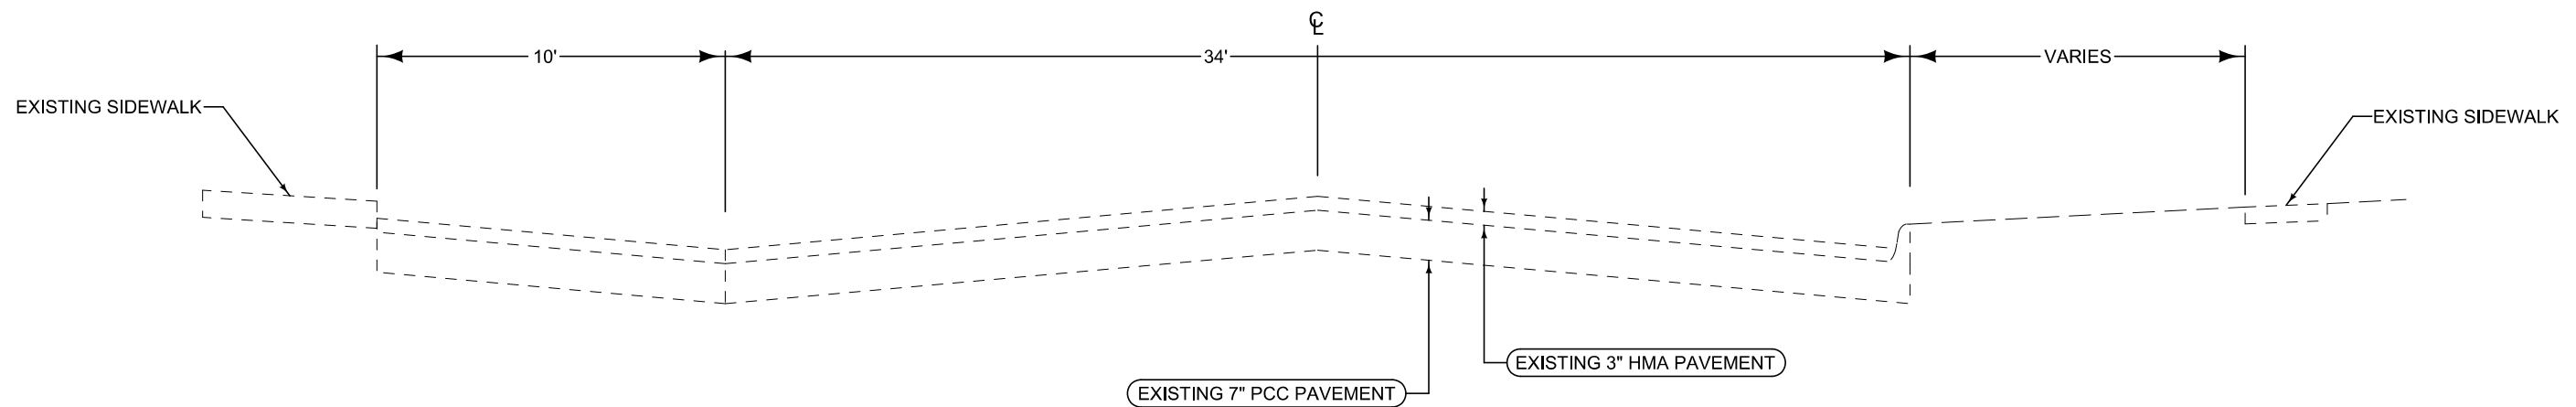 ℄
10'
34'
VARIES
EXISTING SIDEWALK
EXISTING SIDEWALK
EXISTING 3" HMA PAVEMENT
EXISTING 7" PCC PAVEMENT